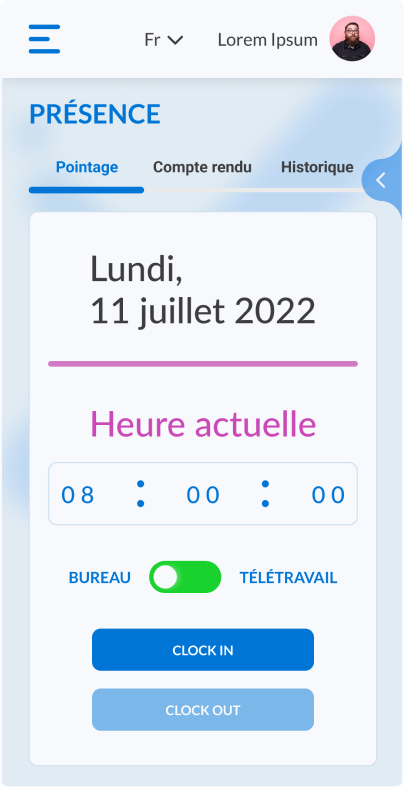 Fr Lorem Ipsum
PRÉSENCE
Pointage Compte rendu Historique
Lundi,
11 juillet 2022
Heure actuelle
08 : 00 : 00
BUREAU TÉLÉTRAVAIL
CLOCK IN
CLOCK OUT